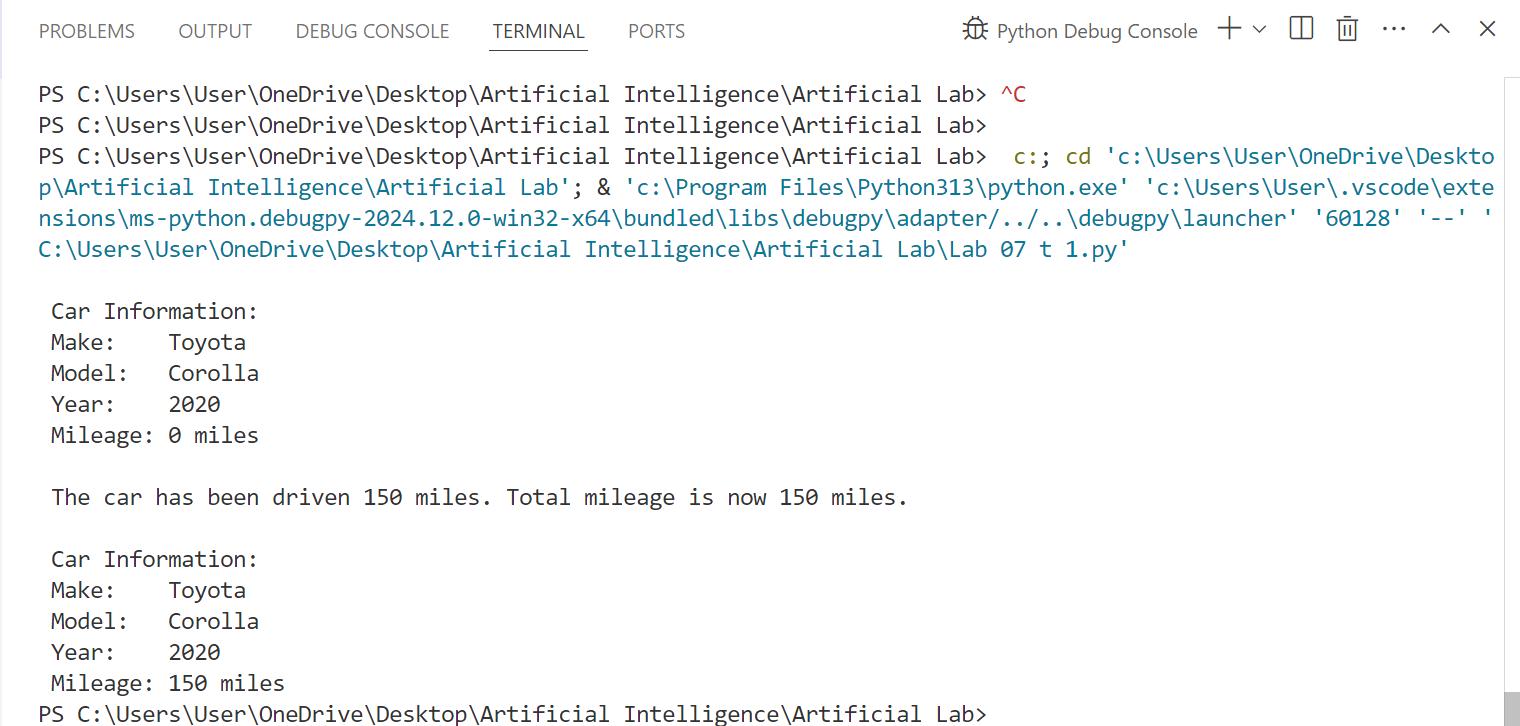 PROBLEMS OUTPUT DEBUG CONSOLE TERMINAL PORTS Python Debug Console
PS C:\Users\User\OneDrive\Desktop\Artificial Intelligence\Artificial Lab> ^C
PS C:\Users\User\OneDrive\Desktop\Artificial Intelligence\Artificial Lab>
PS C:\Users\User\OneDrive\Desktop\Artificial Intelligence\Artificial Lab>  c:; cd 'c:\Users\User\OneDrive\Deskto
p\Artificial Intelligence\Artificial Lab'; & 'c:\Program Files\Python313\python.exe' 'c:\Users\User\.vscode\exte
nsions\ms-python.debugpy-2024.12.0-win32-x64\bundled\libs\debugpy\adapter/../..\debugpy\launcher' '60128' '--' '
C:\Users\User\OneDrive\Desktop\Artificial Intelligence\Artificial Lab\Lab 07 t 1.py'
Car Information:
Make:    Toyota
Model:   Corolla
Year:    2020
Mileage: 0 miles
The car has been driven 150 miles. Total mileage is now 150 miles.
Car Information:
Make:    Toyota
Model:   Corolla
Year:    2020
Mileage: 150 miles
PS C:\Users\User\OneDrive\Desktop\Artificial Intelligence\Artificial Lab>